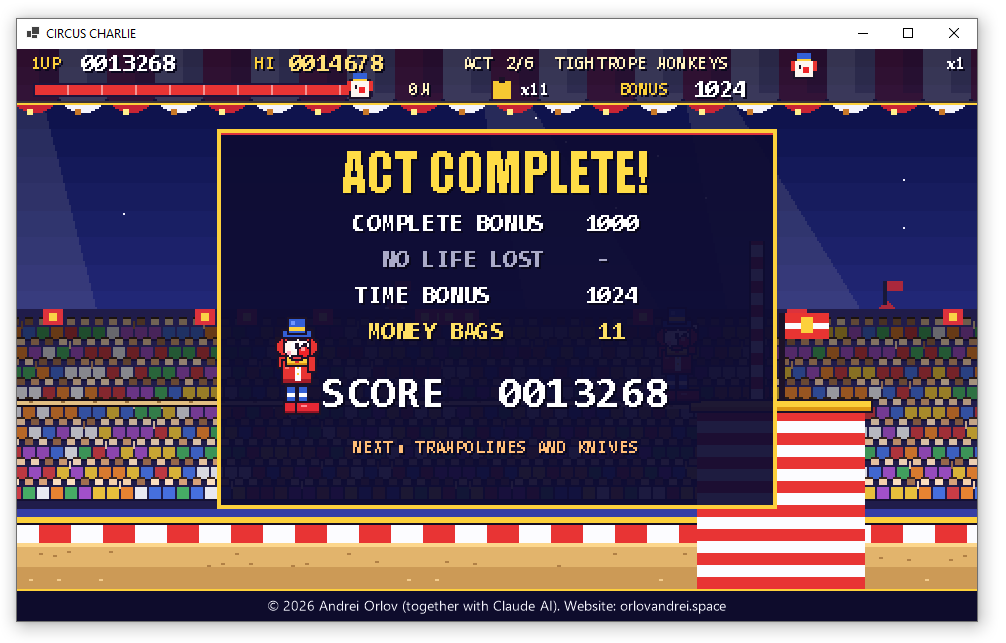 CIRCUS CHARLIE
1UP 0013268 HI 0014678 ACT 2/6 TIGHTROPE MONKEYS x1
0M x11 BONUS 1024
ACT COMPLETE!
COMPLETE BONUS 1000
NO LIFE LOST -
TIME BONUS 1024
MONEY BAGS 11
SCORE 0013268
NEXT: TRAMPOLINES AND KNIVES
© 2026 Andrei Orlov (together with Claude AI). Website: orlovandrei.space